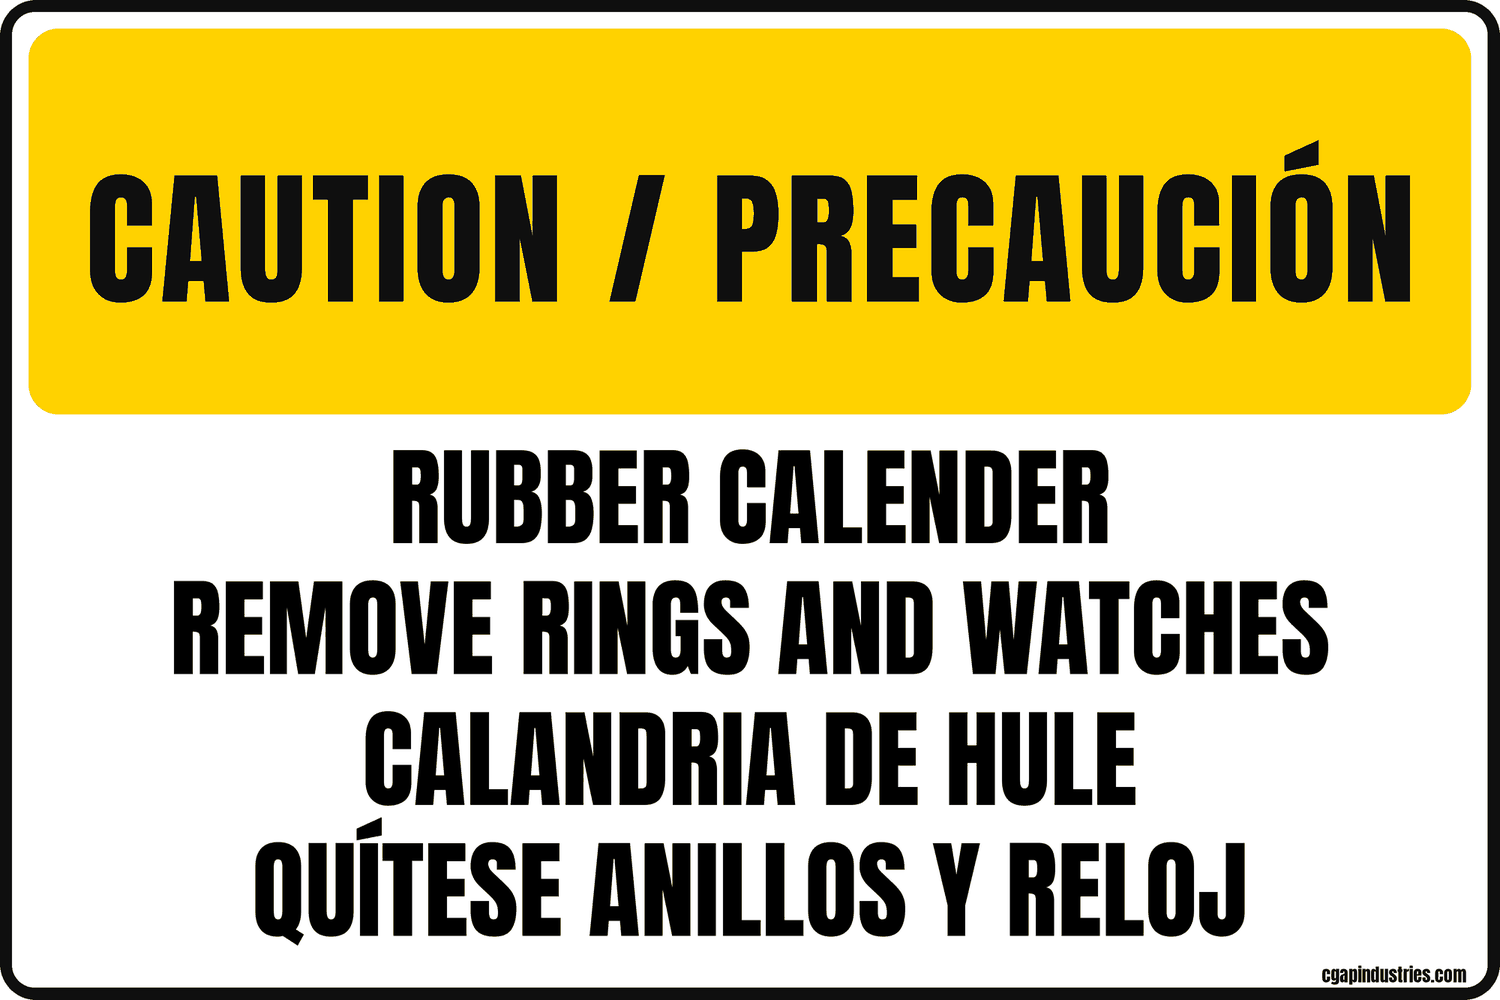 CAUTION / PRECAUCIÓN
RUBBER CALENDER
REMOVE RINGS AND WATCHES
CALANDRIA DE HULE
QUÍTESE ANILLOS Y RELOJ
cgapindustries.com